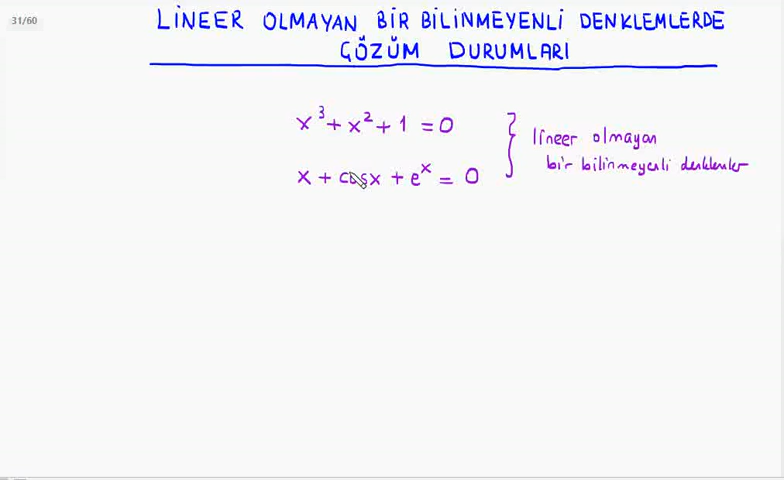 31/60
LİNEER OLMAYAN BİR BİLİNMEYENLİ DENKLEMLERDE
ÇÖZÜM DURUMLARI
x³ + x² + 1 = 0
x + cosx + eˣ = 0
lineer olmayan
bir bilinmeyenli denklemler